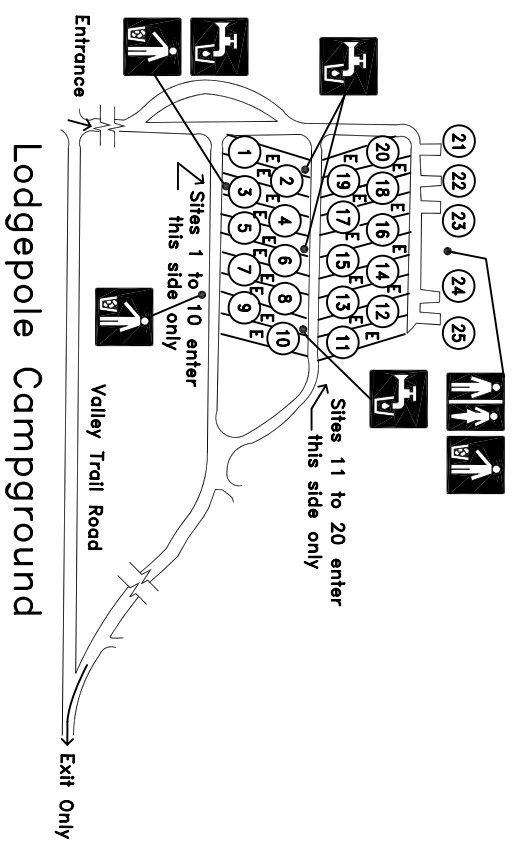 Lodgepole Campground
Entrance
Valley Trail Road
Exit Only
Sites 1 to 10 enter
this side only
Sites 11 to 20 enter
this side only
21 22 23 24 25
20 18 16 14 12
19 17 15 13 11
2 4 6 8 10
1 3 5 7 9
E E E E E
E E E E
E E E E E
E E E E